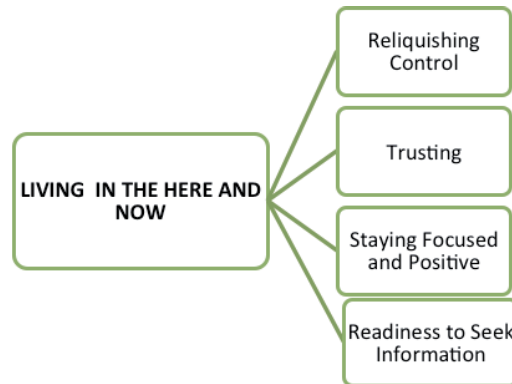 Reliquishing
Control
Trusting
LIVING  IN THE HERE AND
NOW
Staying Focused
and Positive
Readiness to Seek
Information